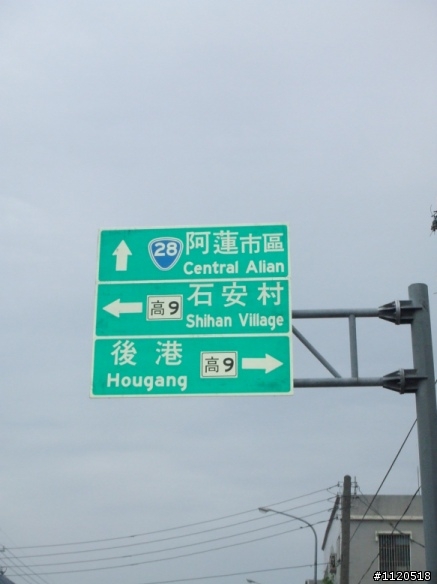 28 阿蓮市區
Central Alian
高9 石安村
Shihan Village
後港 高9
Hougang
#1120518